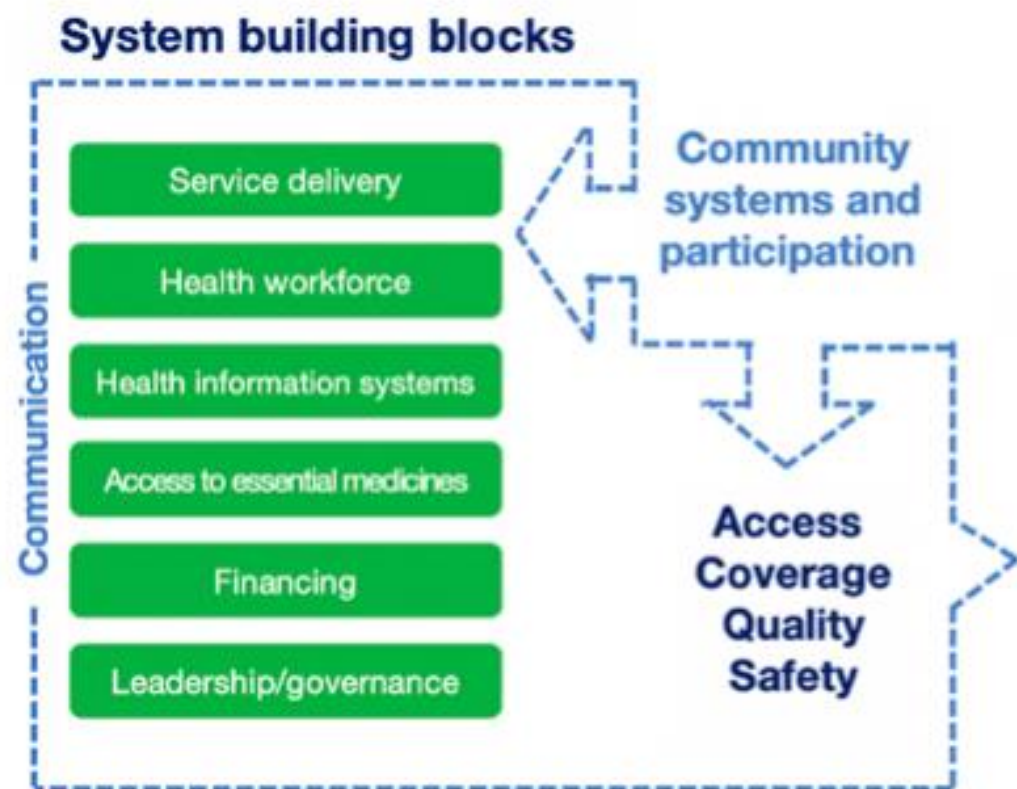 System building blocks
Service delivery
Health workforce
Health information systems
Access to essential medicines
Financing
Leadership/governance
Communication
Community
systems and
participation
Access
Coverage
Quality
Safety